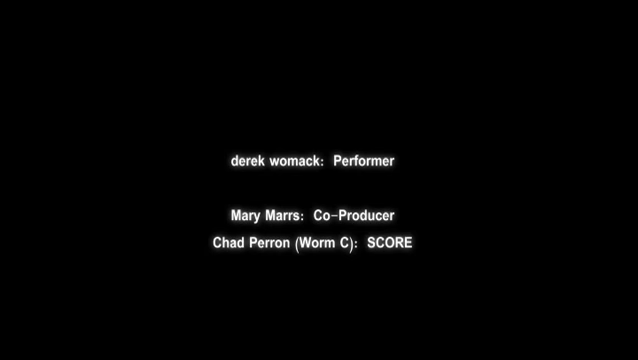 derek womack: Performer
Mary Marrs: Co-Producer
Chad Perron (Worm C): SCORE